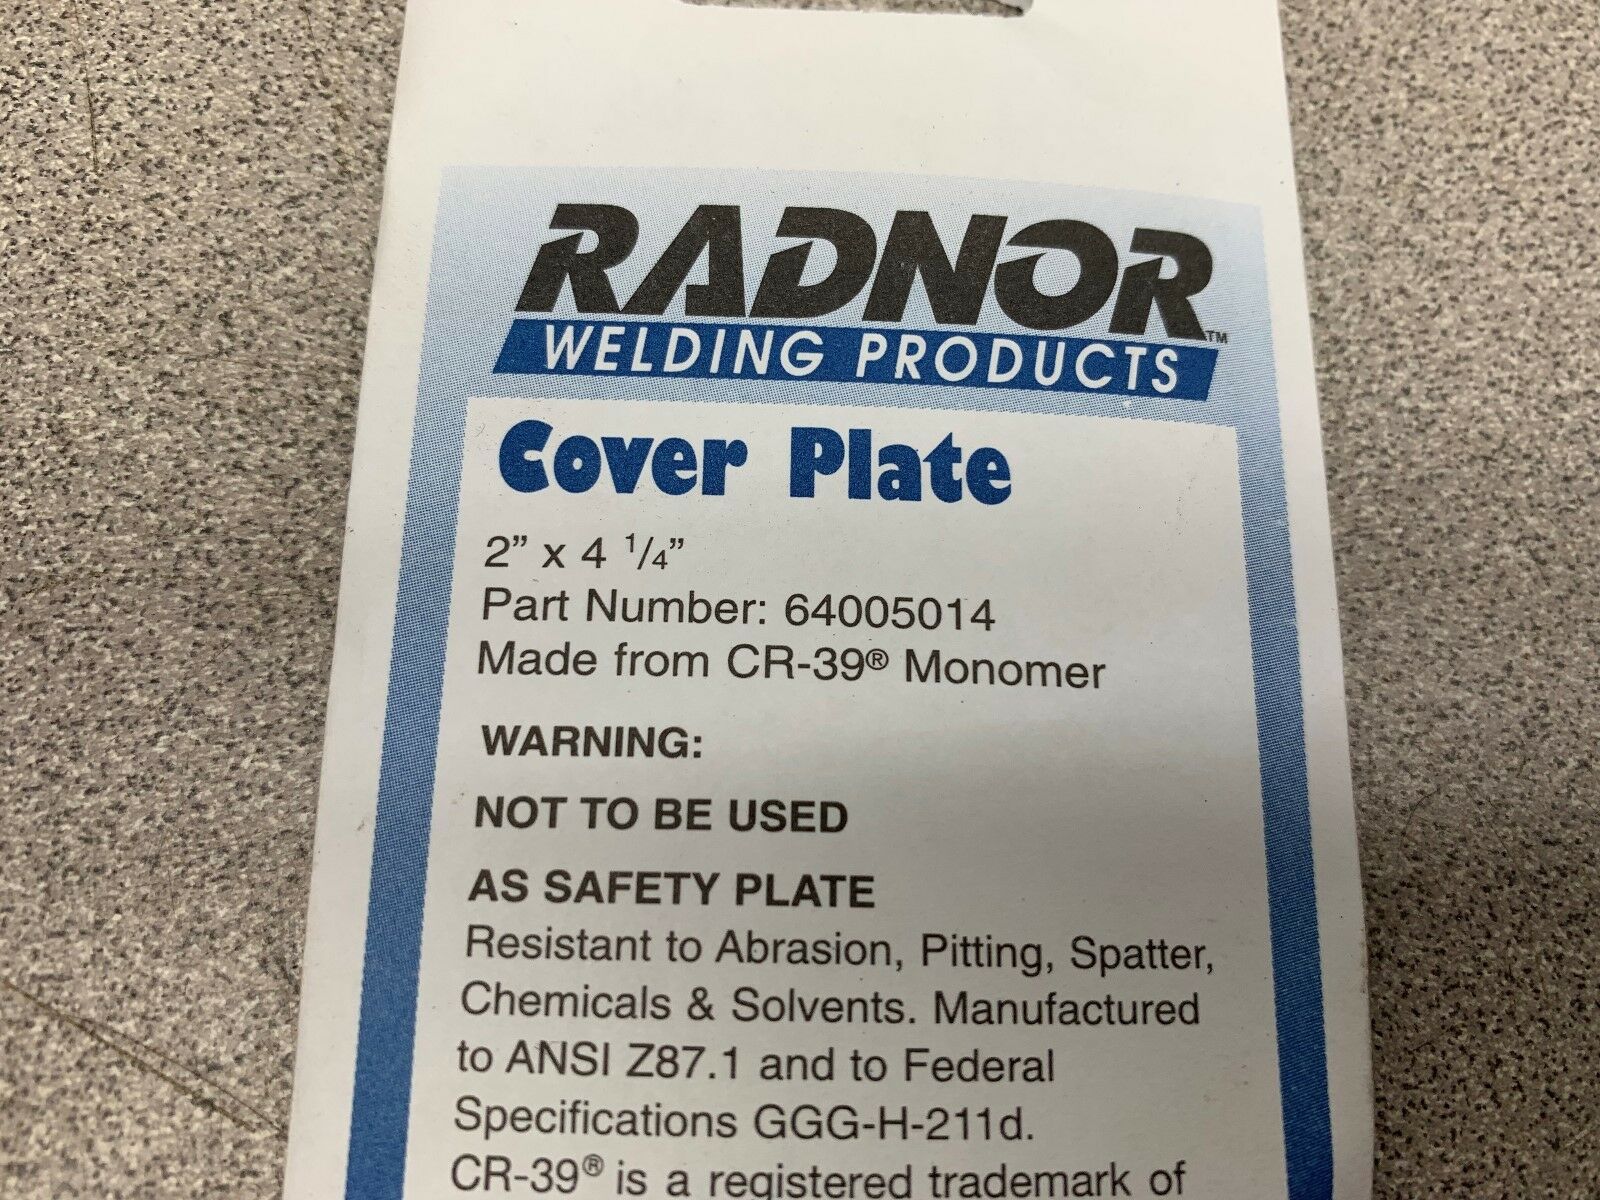 RADNOR™
WELDING PRODUCTS
Cover Plate
2” x 4 1/4”
Part Number: 64005014
Made from CR-39® Monomer
WARNING:
NOT TO BE USED
AS SAFETY PLATE
Resistant to Abrasion, Pitting, Spatter,
Chemicals & Solvents. Manufactured
to ANSI Z87.1 and to Federal
Specifications GGG-H-211d.
CR-39® is a registered trademark of